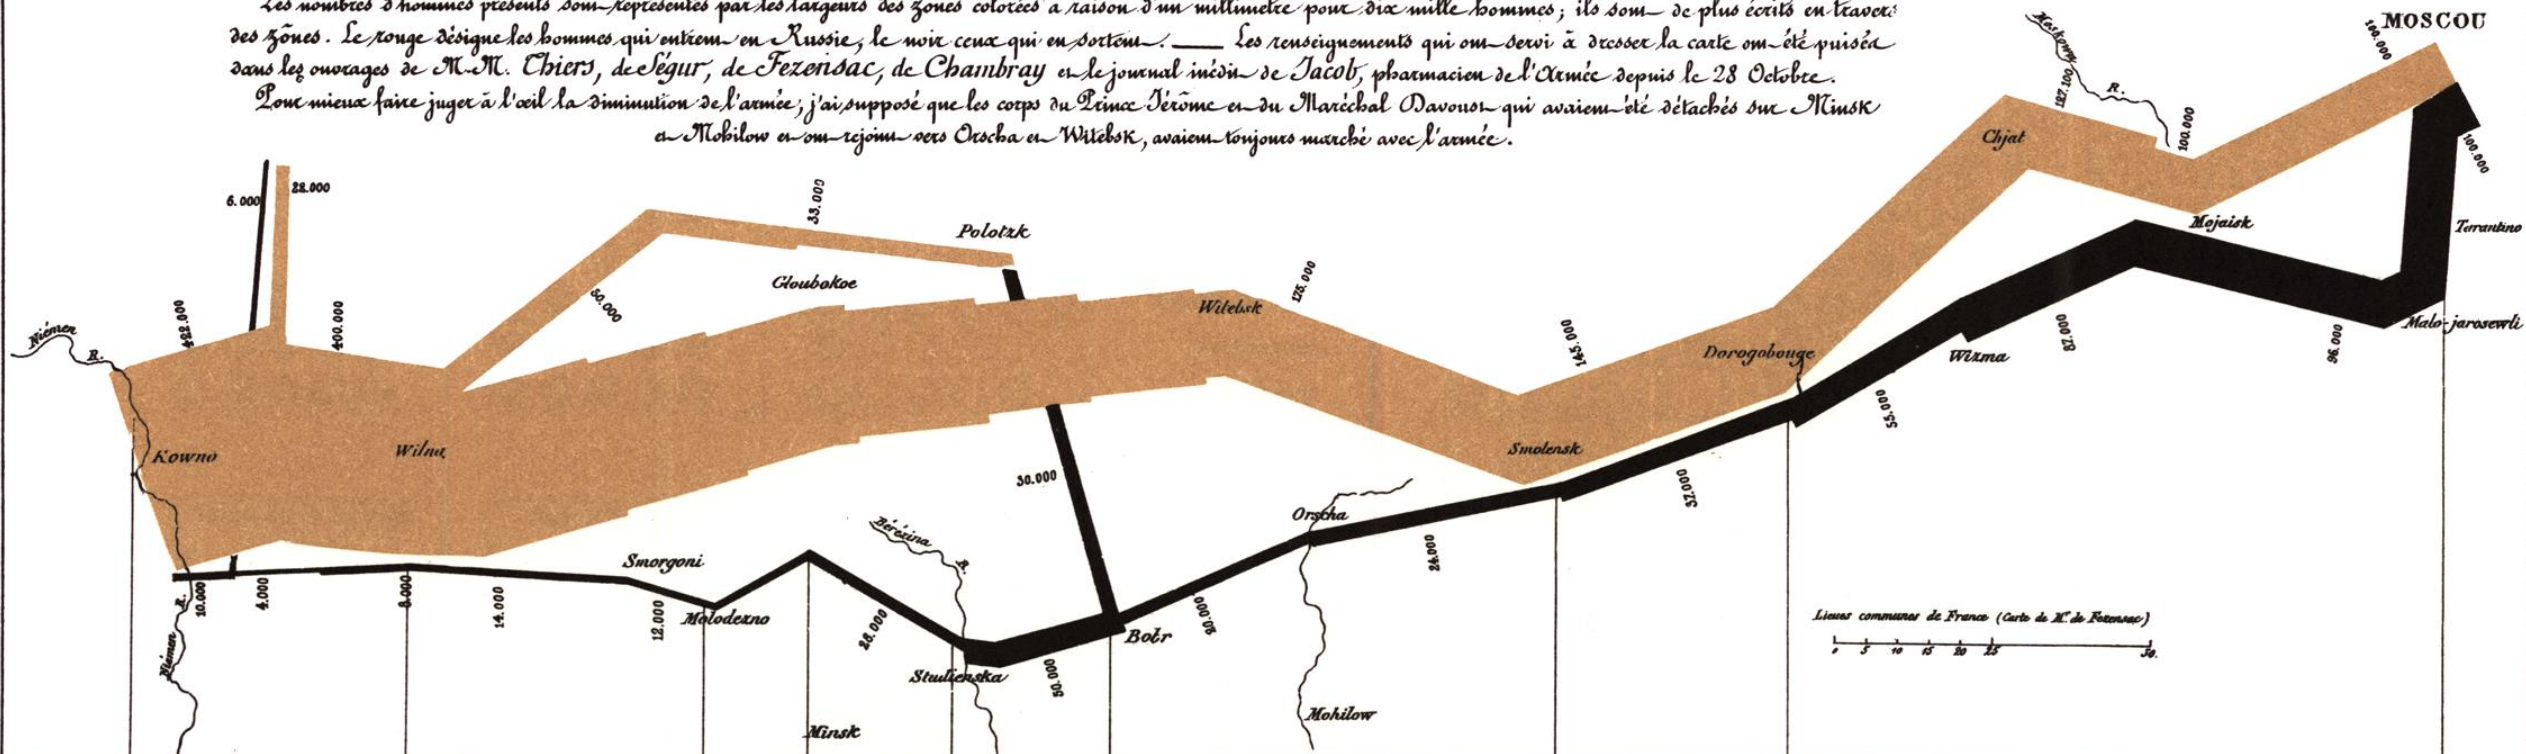 Les nombres d'hommes présents sont représentés par les largeurs des zones colorées à raison d'un millimètre pour dix mille hommes; ils sont de plus écrits en travers
des zônes. Le rouge désigne les hommes qui entrent en Russie, le noir ceux qui en sortent. — Les renseignements qui ont servi à dresser la carte ont été puisés
dans les ouvrages de M.M. Thiers, de Ségur, de Fezensac, de Chambray et le journal inédit de Jacob, pharmacien de l'Armée depuis le 28 Octobre.
Pour mieux faire juger à l'œil la diminution de l'armée, j'ai supposé que les corps du Prince Jérôme et du Maréchal Davoust qui avaient été détachés sur Minsk
et Mohilow et ont rejoint vers Orscha et Witebsk, avaient toujours marché avec l'armée.
MOSCOU
100.000
Moskowa
R.
127.100
100.000
100.000
Chjat
Mojaisk
Tarantino
6.000
22.000
33.000
Polotzk
Gloubokoe
60.000
Witebsk
175.000
422.000
400.000
Niémen
R.
145.000
Dorogobouge
Malo-jarosewli
Wizma
82.000
96.000
55.000
Kowno
Wilna
30.000
Smolensk
37.000
Orscha
24.000
Bérézina
R.
Smorgoni
10.000
4.000
8.000
14.000
12.000
Molodezno
28.000
Studienska
50.000
Bobr
20.000
Niémen
R.
Minsk
Mohilow
Lieues communes de France (Carte de M. de Fezensac)
0 5 10 15 20 25 50.